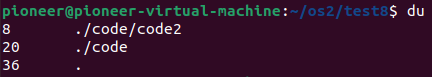 pioneer@pioneer-virtual-machine:~/os2/test8$ du
8 ./code/code2
20 ./code
36 .